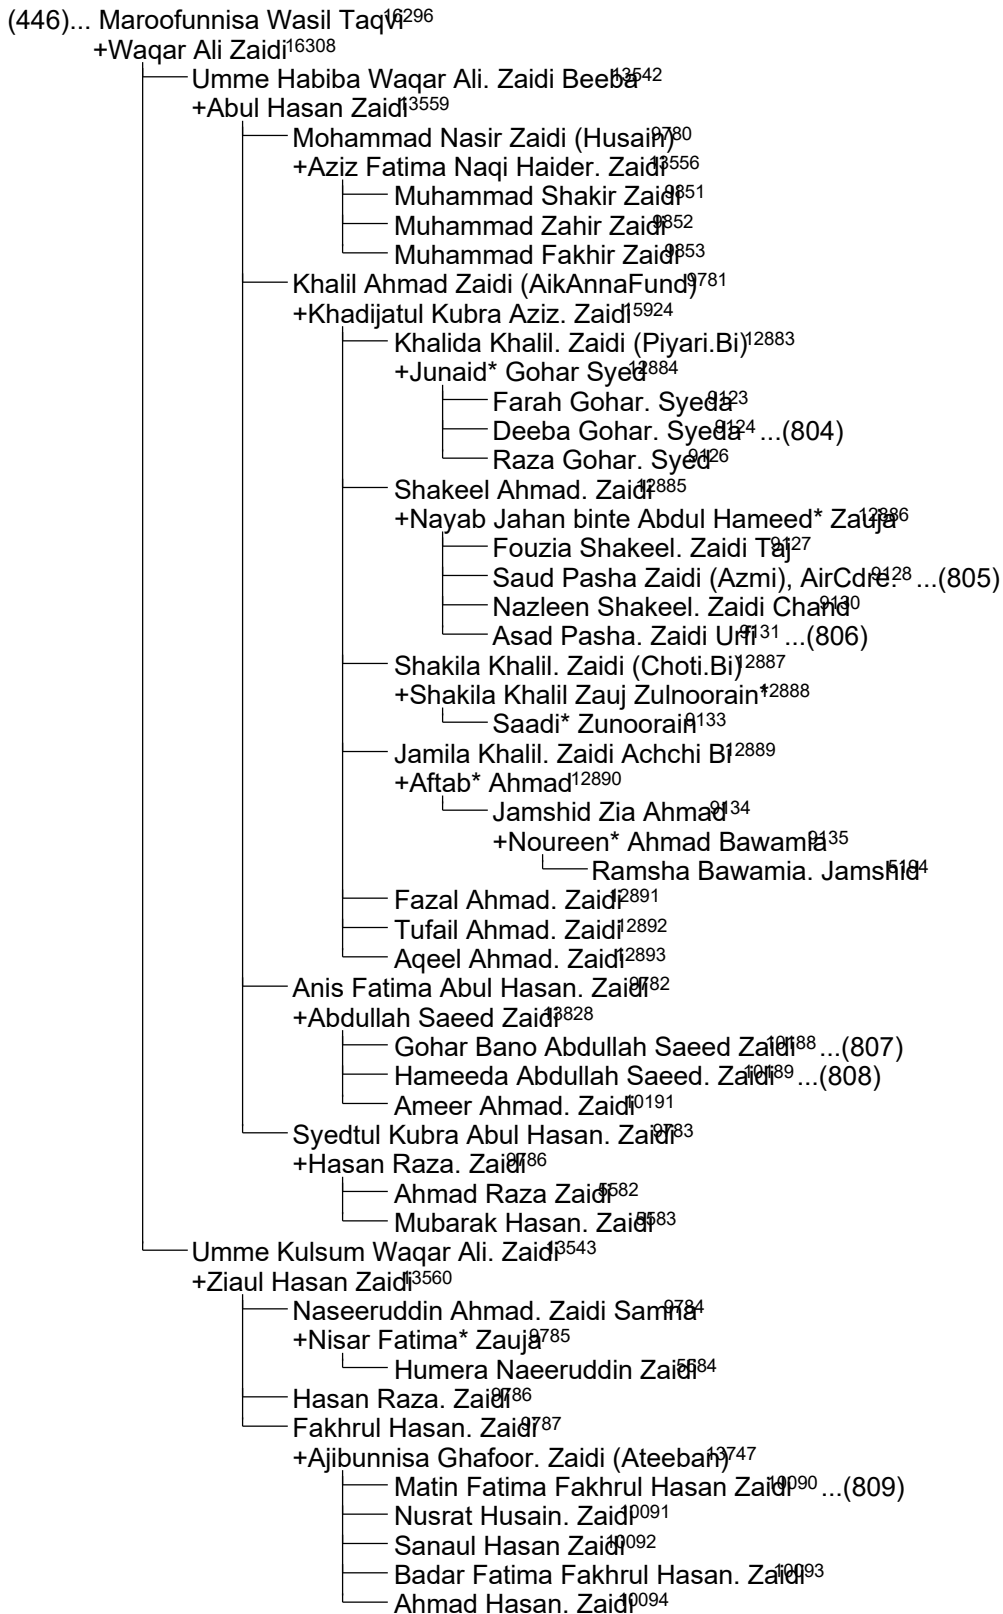 (446)... Maroofunnisa Wasil Taqvi16296
+Waqar Ali Zaidi16308
Umme Habiba Waqar Ali. Zaidi Beeba13542
+Abul Hasan Zaidi13559
Mohammad Nasir Zaidi (Husain)9780
+Aziz Fatima Naqi Haider. Zaidi13556
Muhammad Shakir Zaidi9851
Muhammad Zahir Zaidi9852
Muhammad Fakhir Zaidi9853
Khalil Ahmad Zaidi (AikAnnaFund)9781
+Khadijatul Kubra Aziz. Zaidi15924
Khalida Khalil. Zaidi (Piyari.Bi)12883
+Junaid* Gohar Syed12884
Farah Gohar. Syeda9123
Deeba Gohar. Syeda9124 ...(804)
Raza Gohar. Syed9126
Shakeel Ahmad. Zaidi12885
+Nayab Jahan binte Abdul Hameed* Zauja12886
Fouzia Shakeel. Zaidi Taj9127
Saud Pasha Zaidi (Azmi), AirCdre.9128 ...(805)
Nazleen Shakeel. Zaidi Chand9130
Asad Pasha. Zaidi Urfi9131 ...(806)
Shakila Khalil. Zaidi (Choti.Bi)12887
+Shakila Khalil Zauj Zulnoorain*12888
Saadi* Zunoorain9133
Jamila Khalil. Zaidi Achchi Bi12889
+Aftab* Ahmad12890
Jamshid Zia Ahmad9134
+Noureen* Ahmad Bawamia9135
Ramsha Bawamia. Jamshid5194
Fazal Ahmad. Zaidi12891
Tufail Ahmad. Zaidi12892
Aqeel Ahmad. Zaidi12893
Anis Fatima Abul Hasan. Zaidi9782
+Abdullah Saeed Zaidi13828
Gohar Bano Abdullah Saeed Zaidi10188 ...(807)
Hameeda Abdullah Saeed. Zaidi10189 ...(808)
Ameer Ahmad. Zaidi10191
Syedtul Kubra Abul Hasan. Zaidi9783
+Hasan Raza. Zaidi9786
Ahmad Raza Zaidi5582
Mubarak Hasan. Zaidi5583
Umme Kulsum Waqar Ali. Zaidi13543
+Ziaul Hasan Zaidi13560
Naseeruddin Ahmad. Zaidi Samna9784
+Nisar Fatima* Zauja9785
Humera Naeeruddin Zaidi5584
Hasan Raza. Zaidi9786
Fakhrul Hasan. Zaidi9787
+Ajibunnisa Ghafoor. Zaidi (Ateeban)13747
Matin Fatima Fakhrul Hasan Zaidi10090 ...(809)
Nusrat Husain. Zaidi10091
Sanaul Hasan Zaidi10092
Badar Fatima Fakhrul Hasan. Zaidi10093
Ahmad Hasan. Zaidi10094